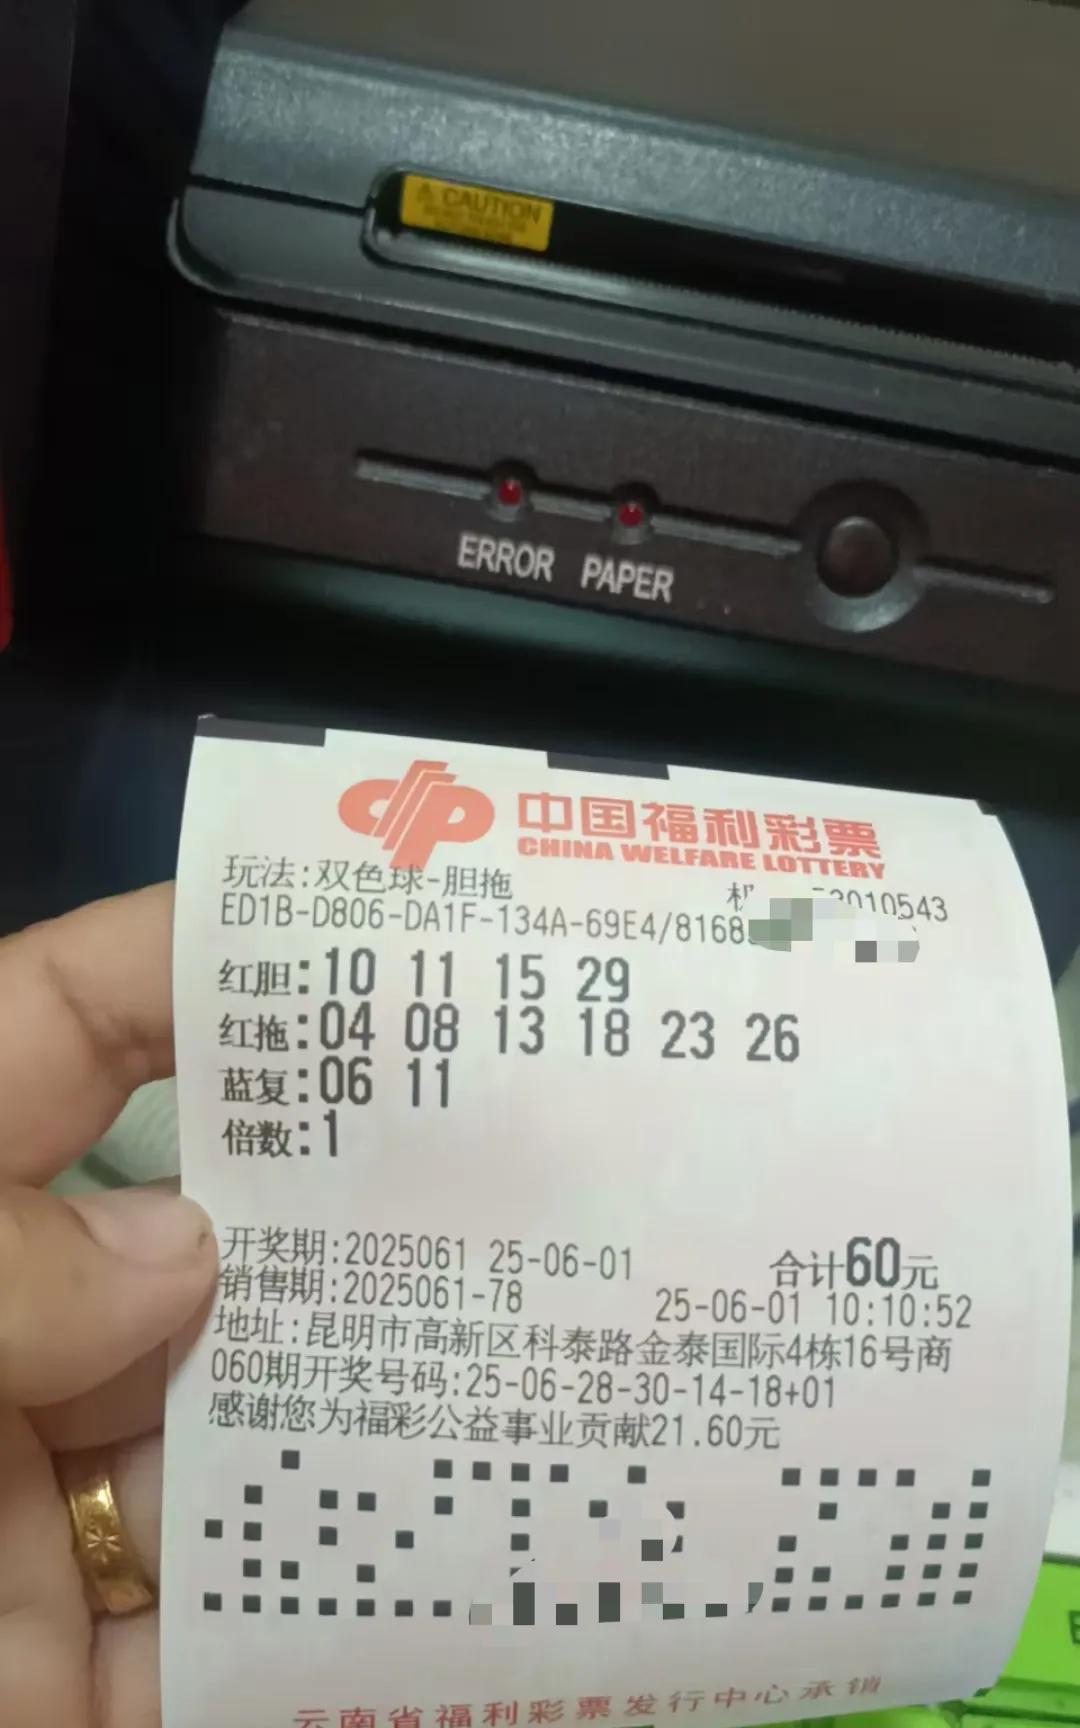 CAUTION
ERROR PAPER
中国福利彩票
CHINA WELFARE LOTTERY
玩法:双色球-胆拖
010543
ED1B-D806-DA1F-134A-69E4/8168
红胆:10 11 15 29
红拖:04 08 13 18 23 26
蓝复:06 11
倍数:1
开奖期:2025061 25-06-01 合计60元
销售期:2025061-78 25-06-01 10:10:52
地址:昆明市高新区科泰路金泰国际4栋16号商
060期开奖号码:25-06-28-30-14-18+01
感谢您为福彩公益事业贡献21.60元
云南省福利彩票发行中心承销